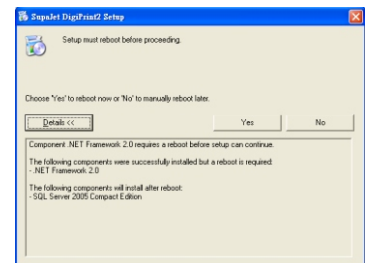 SupaJet DigiPrint2 Setup
Setup must reboot before proceeding.
Choose 'Yes' to reboot now or 'No' to manually reboot later.
Details <<
Yes
No
Component .NET Framework 2.0 requires a reboot before setup can continue.
The following components were successfully installed but a reboot is required:
- .NET Framework 2.0
The following components will install after reboot:
- SQL Server 2005 Compact Edition